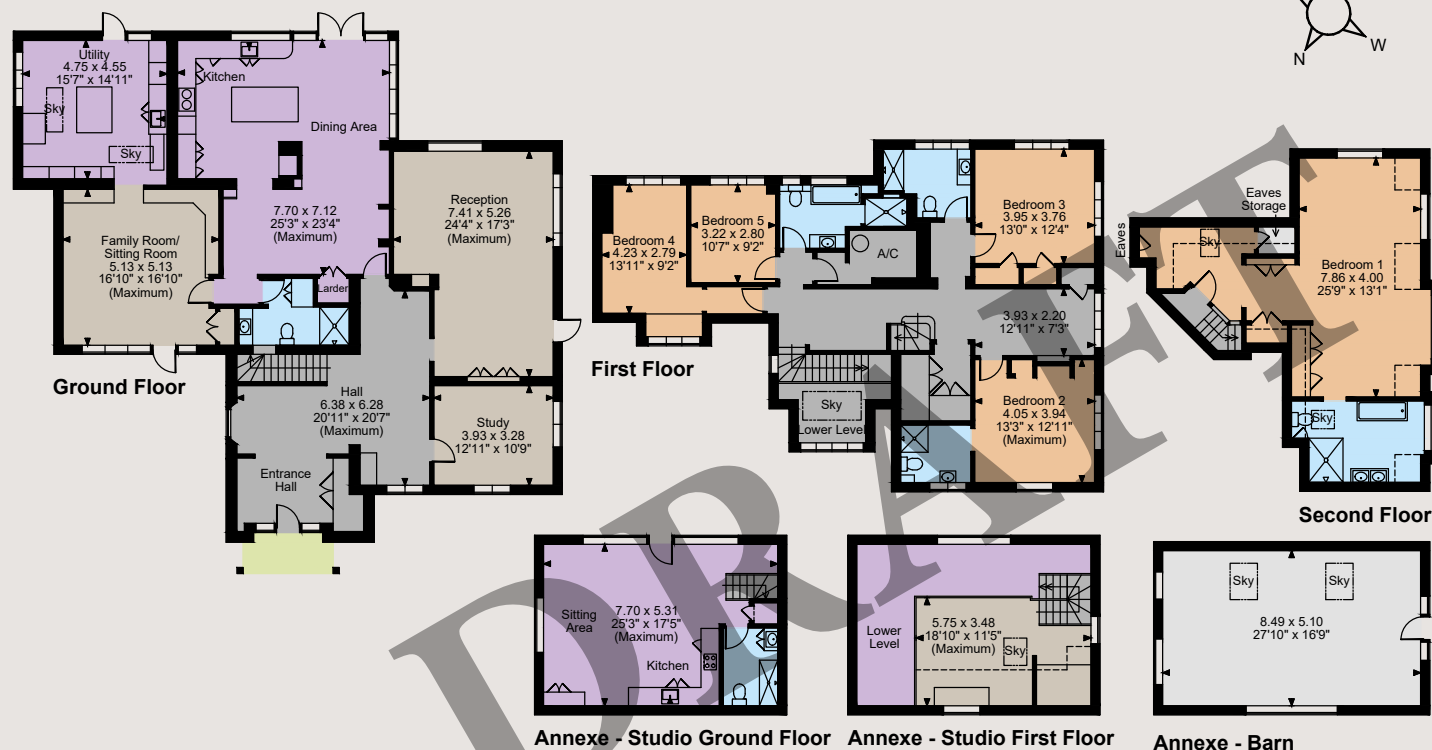 N
W
Utility
4.75 x 4.55
15'7" x 14'11"
Sky
Sky
Kitchen
Dining Area
7.70 x 7.12
25'3" x 23'4"
(Maximum)
Family Room/
Sitting Room
5.13 x 5.13
16'10" x 16'10"
(Maximum)
Larder
Reception
7.41 x 5.26
24'4" x 17'3"
(Maximum)
Hall
6.38 x 6.28
20'11" x 20'7"
(Maximum)
Study
3.93 x 3.28
12'11" x 10'9"
Entrance
Hall
Ground Floor
Bedroom 4
4.23 x 2.79
13'11" x 9'2"
Bedroom 5
3.22 x 2.80
10'7" x 9'2"
A/C
Bedroom 3
3.95 x 3.76
13'0" x 12'4"
3.93 x 2.20
12'11" x 7'3"
Bedroom 2
4.05 x 3.94
13'3" x 12'11"
(Maximum)
Sky
Lower Level
First Floor
Eaves
Eaves
Storage
Sky
Bedroom 1
7.86 x 4.00
25'9" x 13'1"
Sky
Second Floor
Sitting
Area
7.70 x 5.31
25'3" x 17'5"
(Maximum)
Kitchen
Annexe - Studio Ground Floor
Lower
Level
5.75 x 3.48
18'10" x 11'5"
(Maximum)
Sky
Annexe - Studio First Floor
Sky
Sky
8.49 x 5.10
27'10" x 16'9"
Annexe - Barn
DRAFT